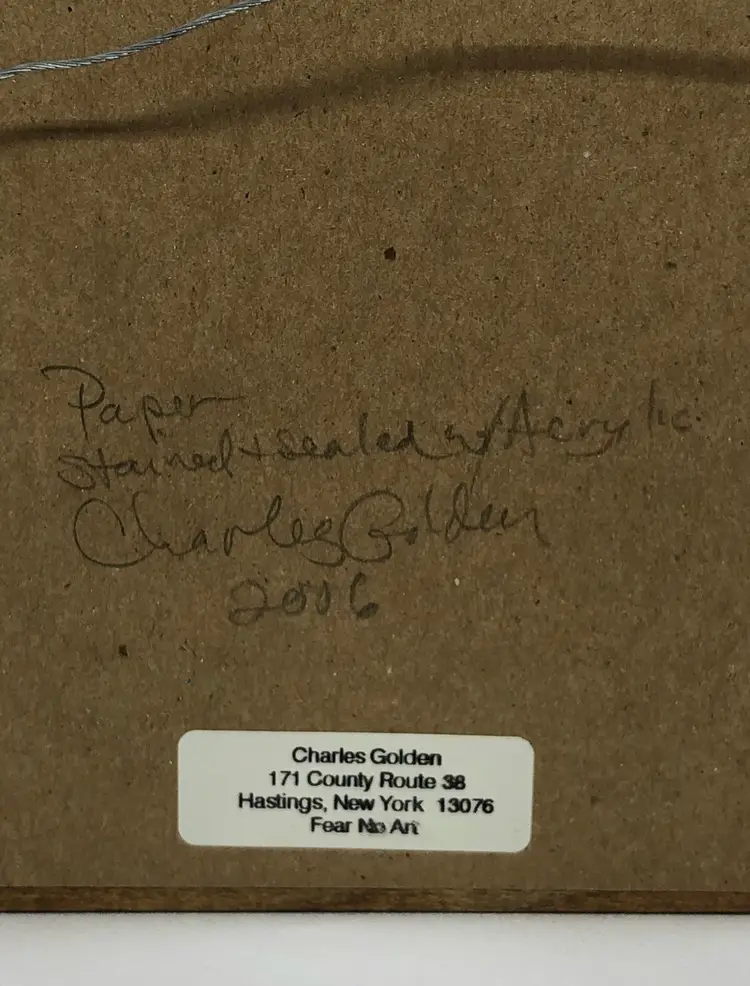 Paper
stained + sealed w/ Acrylic
Charles Golden
2006
Charles Golden
171 County Route 38
Hastings, New York 13076
Fear No Art